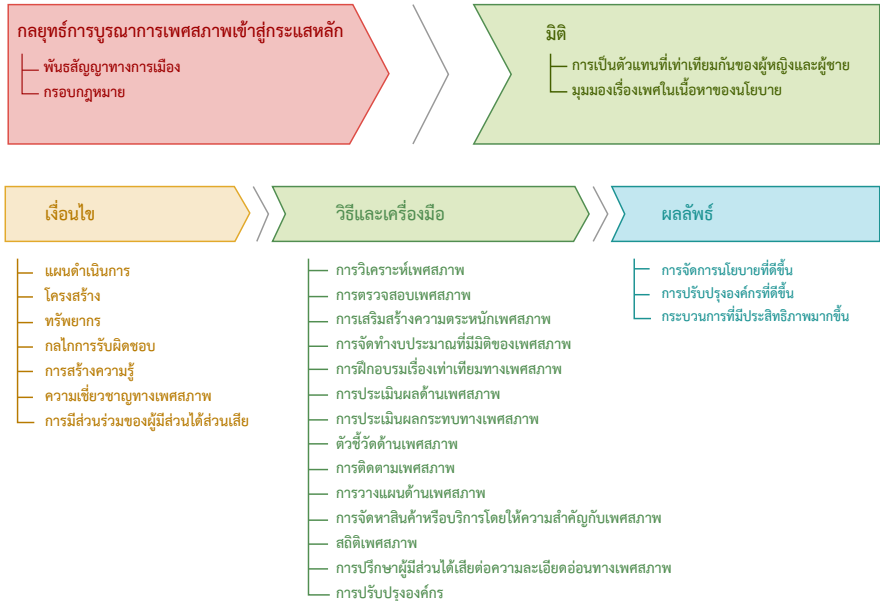 กลยุทธ์การบูรณาการเพศสภาพเข้าสู่กระแสหลัก
พันธสัญญาทางการเมือง
กรอบกฎหมาย
มิติ
การเป็นตัวแทนที่เท่าเทียมกันของผู้หญิงและผู้ชาย
มุมมองเรื่องเพศในเนื้อหาของนโยบาย
เงื่อนไข
แผนดำเนินการ
โครงสร้าง
ทรัพยากร
กลไกการรับผิดชอบ
การสร้างความรู้
ความเชี่ยวชาญทางเพศสภาพ
การมีส่วนร่วมของผู้มีส่วนได้ส่วนเสีย
วิธีและเครื่องมือ
การวิเคราะห์เพศสภาพ
การตรวจสอบเพศสภาพ
การเสริมสร้างความตระหนักเพศสภาพ
การจัดทำงบประมาณที่มีมิติของเพศสภาพ
การฝึกอบรมเรื่องเท่าเทียมทางเพศสภาพ
การประเมินผลด้านเพศสภาพ
การประเมินผลกระทบทางเพศสภาพ
ตัวชี้วัดด้านเพศสภาพ
การติดตามเพศสภาพ
การวางแผนด้านเพศสภาพ
การจัดหาสินค้าหรือบริการโดยให้ความสำคัญกับเพศสภาพ
สถิติเพศสภาพ
การปรึกษาผู้มีส่วนได้เสียต่อความละเอียดอ่อนทางเพศสภาพ
การปรับปรุงองค์กร
ผลลัพธ์
การจัดการนโยบายที่ดีขึ้น
การปรับปรุงองค์กรที่ดีขึ้น
กระบวนการที่มีประสิทธิภาพมากขึ้น